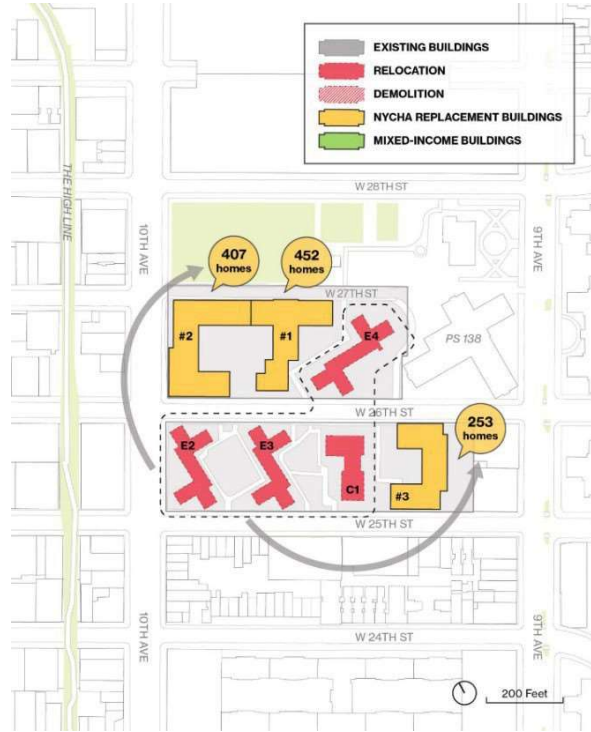 EXISTING BUILDINGS
RELOCATION
DEMOLITION
NYCHA REPLACEMENT BUILDINGS
MIXED-INCOME BUILDINGS
W 28TH ST
THE HIGH LINE
10TH AVE
9TH AVE
407
homes
452
homes
W 27TH ST
#2
#1
E4
PS 138
W 26TH ST
253
homes
E2
E3
C1
#3
W 25TH ST
10TH AVE
9TH AVE
W 24TH ST
200 Feet